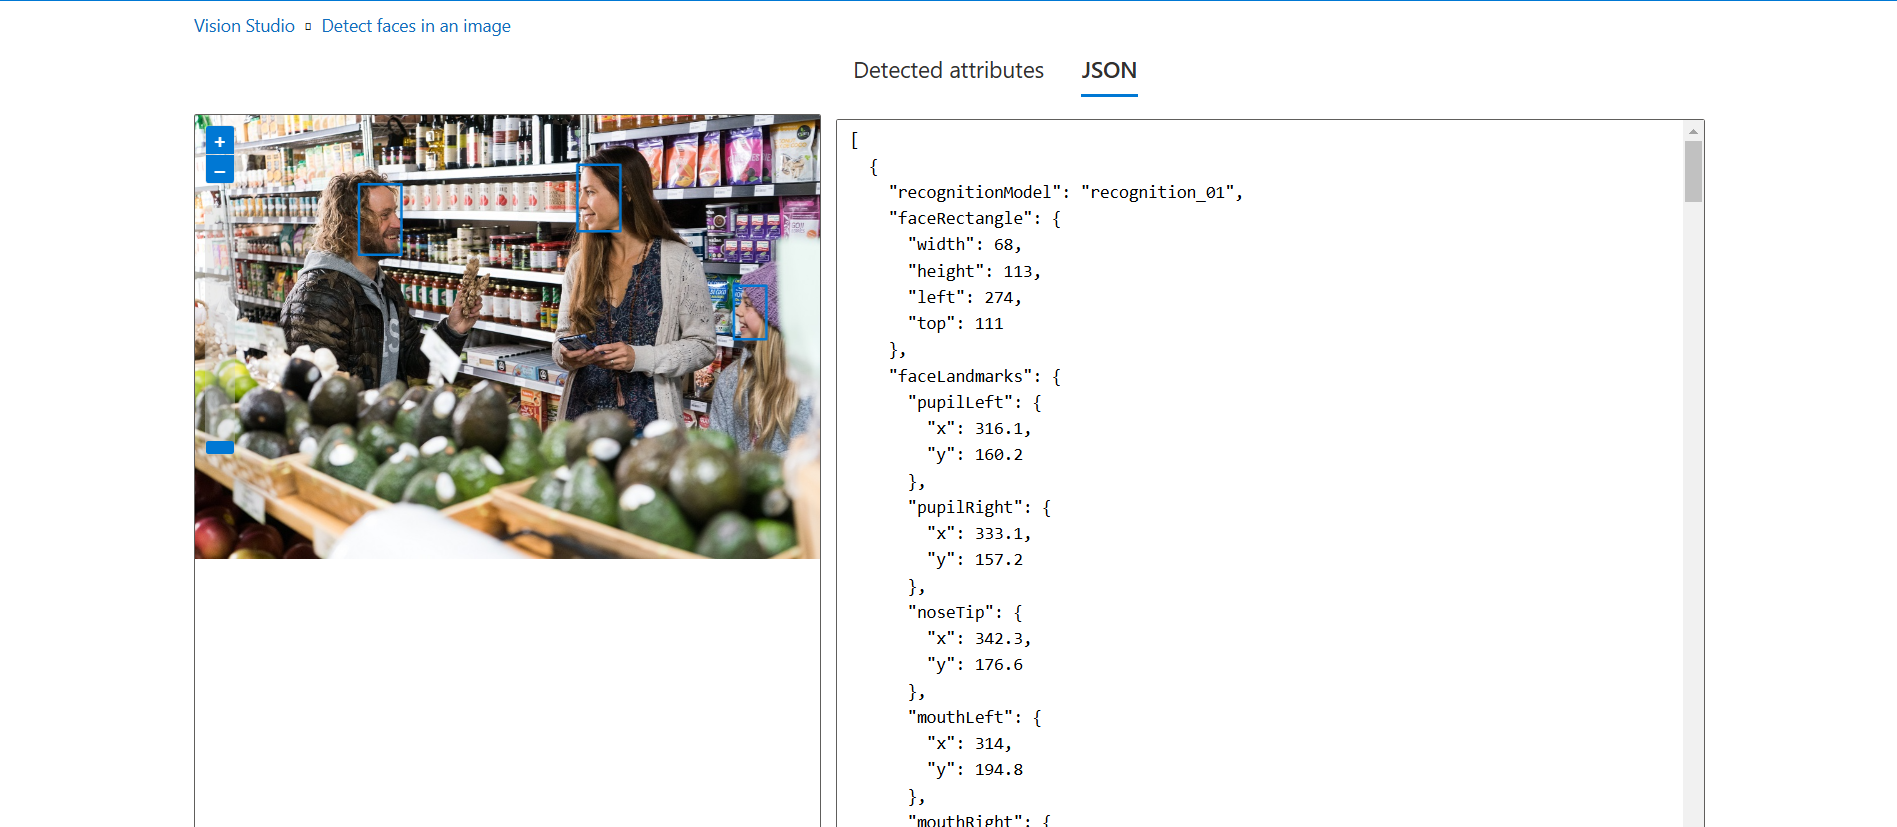 Vision Studio Detect faces in an image
Detected attributes JSON
+
−
[
{
"recognitionModel": "recognition_01",
"faceRectangle": {
"width": 68,
"height": 113,
"left": 274,
"top": 111
},
"faceLandmarks": {
"pupilLeft": {
"x": 316.1,
"y": 160.2
},
"pupilRight": {
"x": 333.1,
"y": 157.2
},
"noseTip": {
"x": 342.3,
"y": 176.6
},
"mouthLeft": {
"x": 314,
"y": 194.8
},
"mouthRight": {